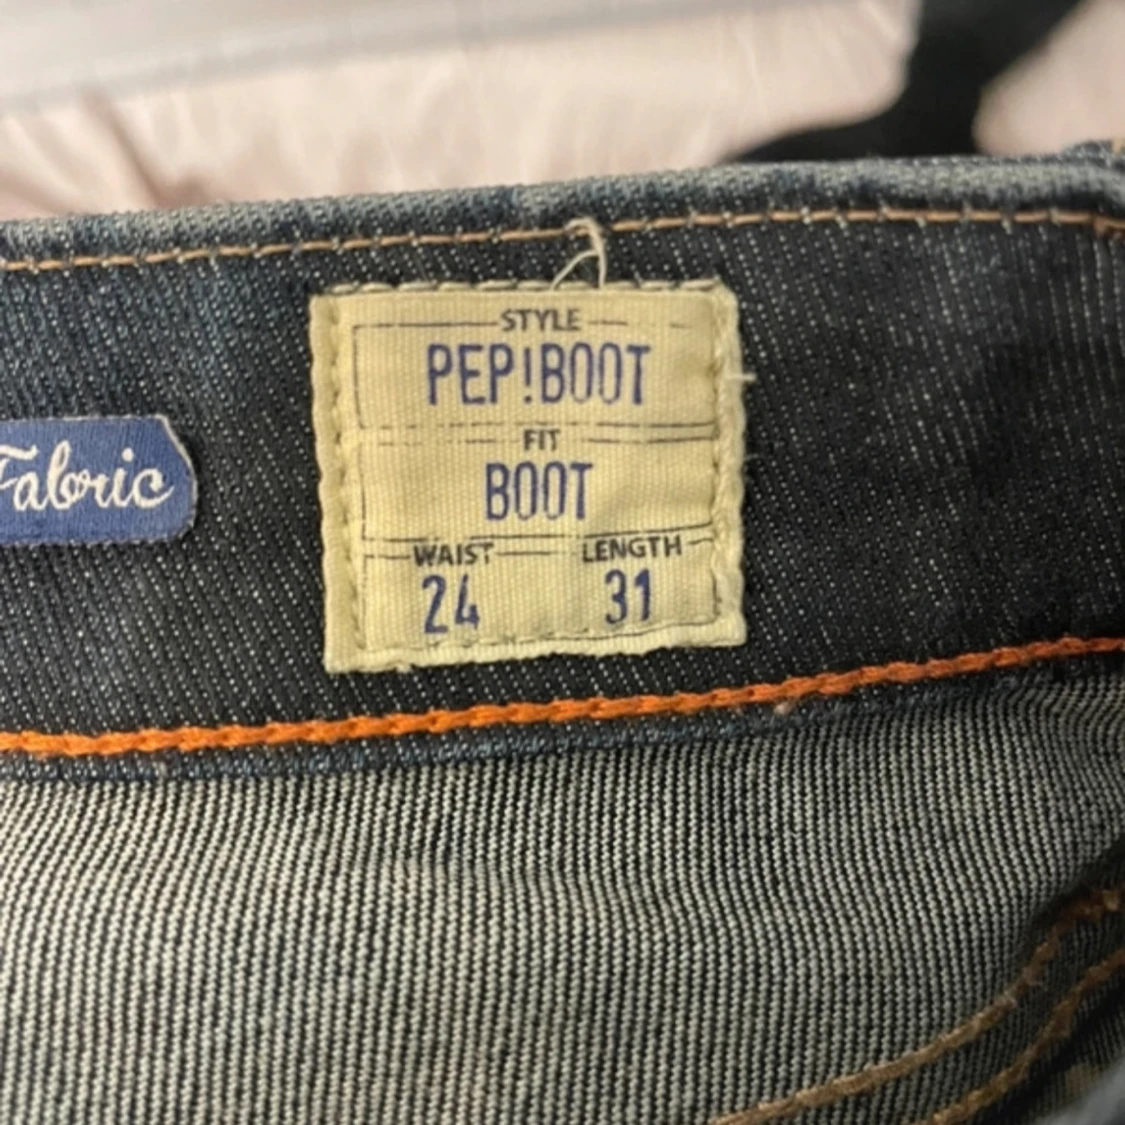 STYLE
PEP!BOOT
FIT
BOOT
WAIST LENGTH
24 31
Fabric